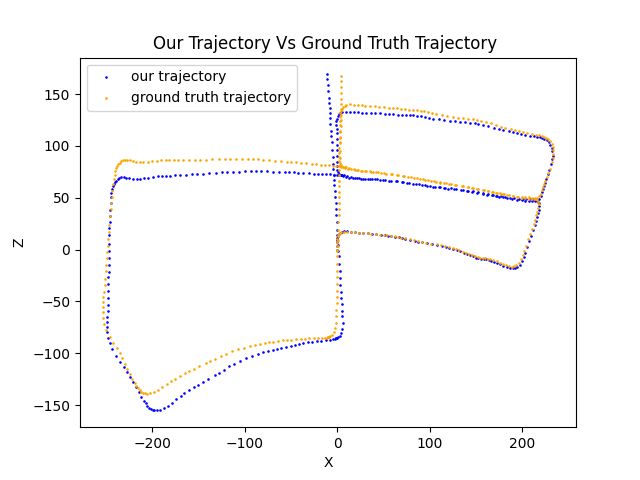 Our Trajectory Vs Ground Truth Trajectory
our trajectory
ground truth trajectory
150
100
50
0
−50
−100
−150
Z
−200
−100
0
100
200
X